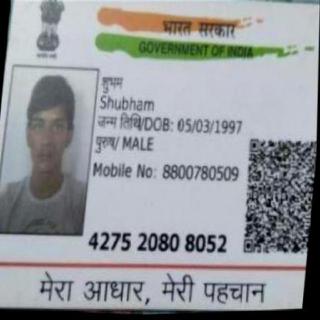 भारत सरकार
GOVERNMENT OF INDIA
शुभम
Shubham
जन्म तिथि/DOB: 05/03/1997
पुरुष/ MALE
Mobile No: 8800780509
4275 2080 8052
मेरा आधार, मेरी पहचान